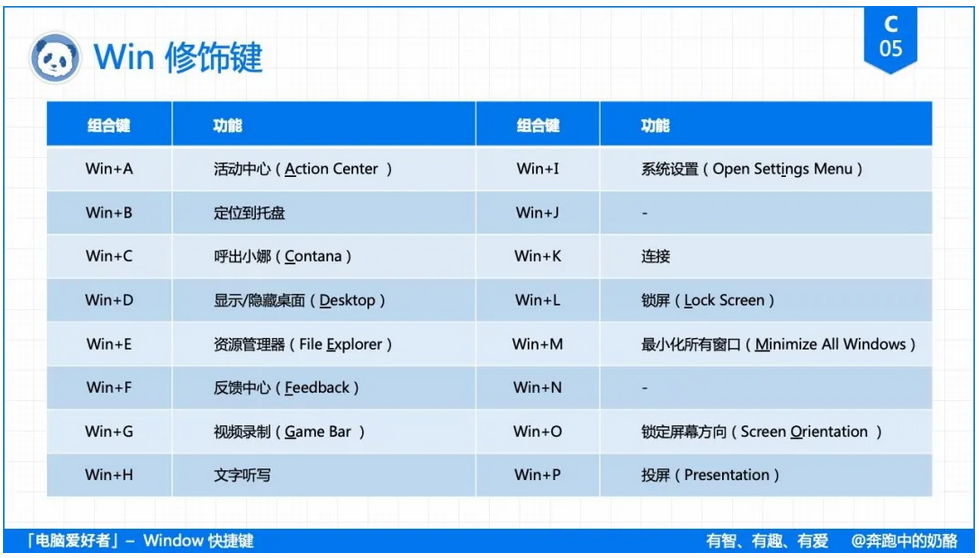 Win 修饰键
C
05
组合键 功能 组合键 功能
Win+A 活动中心（Action Center ） Win+I 系统设置（Open Settings Menu）
Win+B 定位到托盘 Win+J -
Win+C 呼出小娜（Contana） Win+K 连接
Win+D 显示/隐藏桌面（Desktop） Win+L 锁屏（Lock Screen）
Win+E 资源管理器（File Explorer） Win+M 最小化所有窗口（Minimize All Windows）
Win+F 反馈中心（Feedback） Win+N -
Win+G 视频录制（Game Bar ） Win+O 锁定屏幕方向（Screen Orientation ）
Win+H 文字听写 Win+P 投屏（Presentation）
「电脑爱好者」– Window 快捷键 有智、有趣、有爱 @奔跑中的奶酪